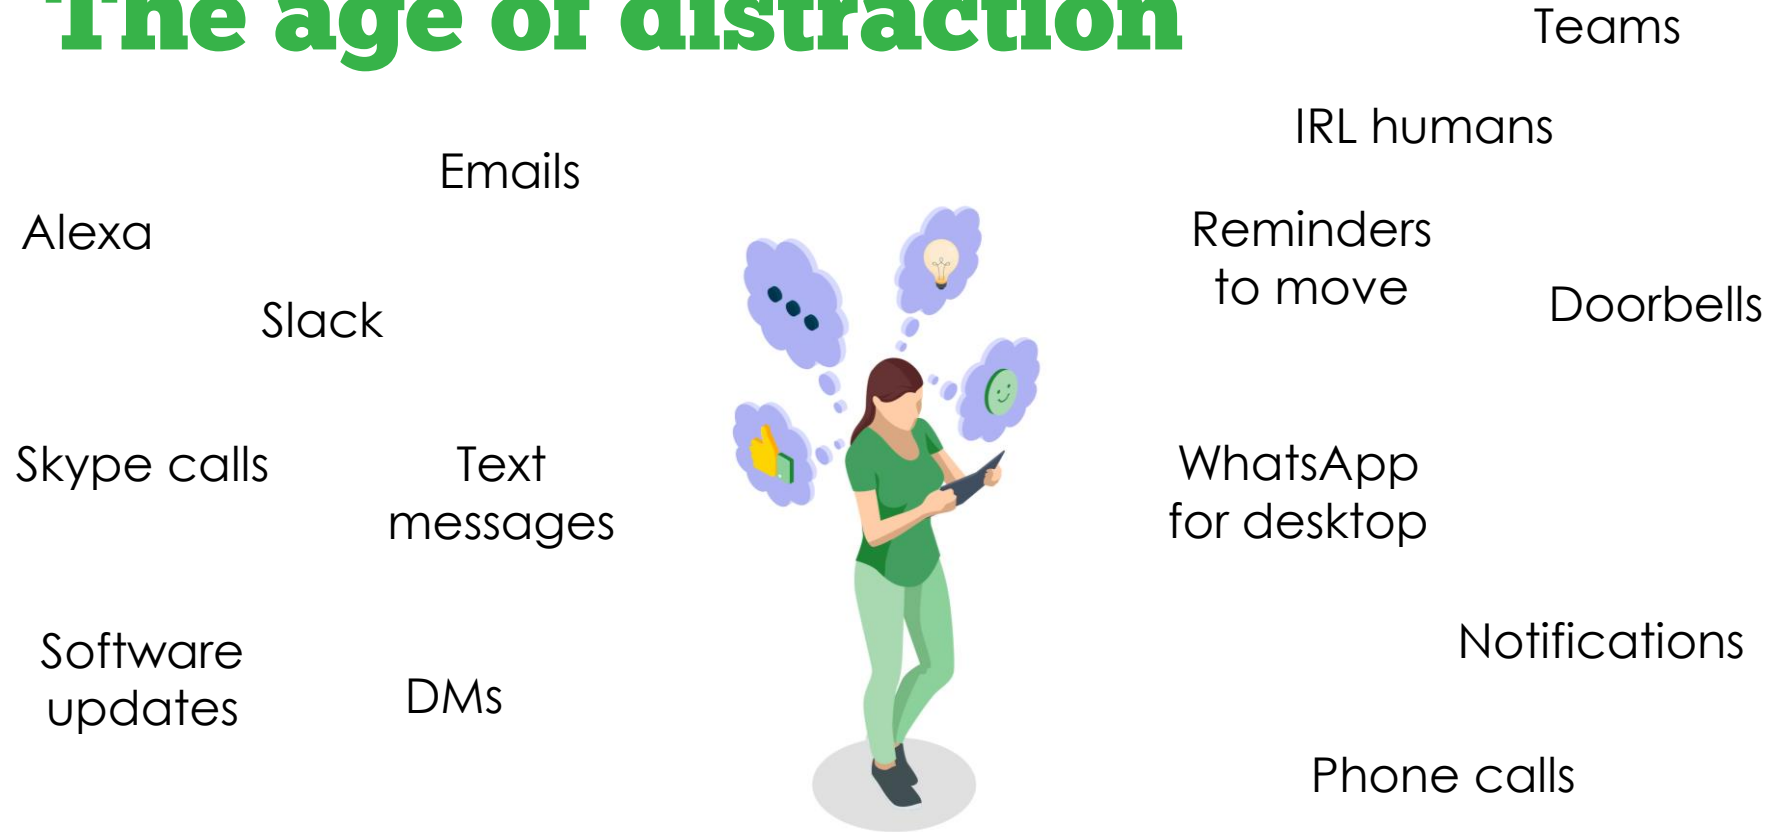 The age of distraction
Teams
IRL humans
Emails
Alexa
Reminders
to move
Doorbells
Slack
Skype calls
Text
messages
WhatsApp
for desktop
Software
updates
DMs
Notifications
Phone calls